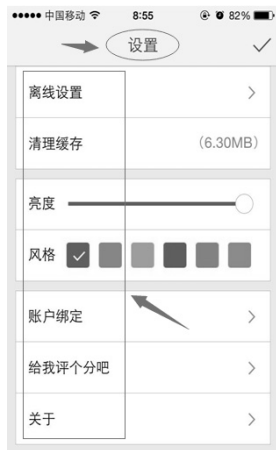 中国移动 8:55 82%
设置
离线设置
清理缓存 (6.30MB)
亮度
风格
账户绑定
给我评个分吧
关于